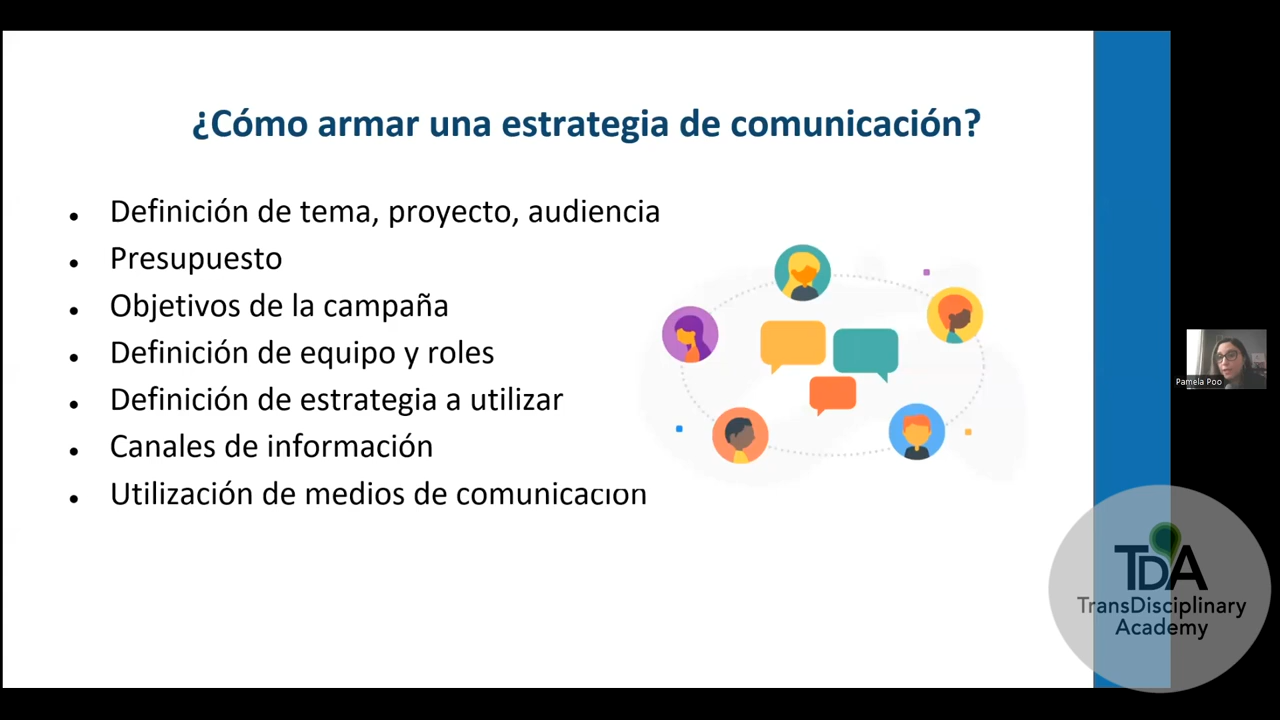 ¿Cómo armar una estrategia de comunicación?
Definición de tema, proyecto, audiencia
Presupuesto
Objetivos de la campaña
Definición de equipo y roles
Definición de estrategia a utilizar
Canales de información
Utilización de medios de comunicación
Pamela Poo
TDA
TransDisciplinary
Academy